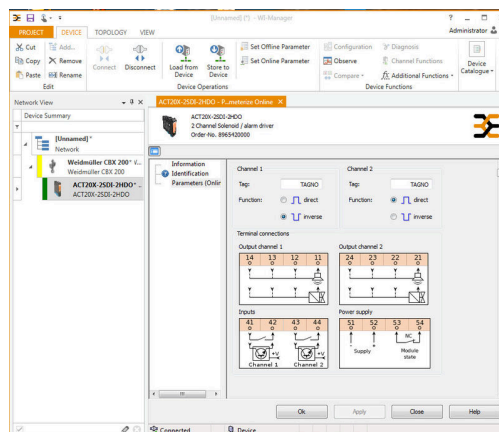 [Unnamed] (*) - WI-Manager
PROJECT DEVICE TOPOLOGY VIEW Administrator
Cut Add... Set Offline Parameter Configuration Diagnosis
Copy Remove Connect Disconnect Load from Device Store to Device Set Online Parameter Observe Channel Functions Device Catalogue
Paste Rename Compare Additional Functions
Edit Device Operations Device Functions
Network View
ACT20X-2SDI-2HDO - P...meterize Online
Device Summary
[Unnamed] *
Network
Weidmüller CBX 200* /...
Weidmüller CBX 200
ACT20X-2SDI-2HDO* ..
ACT20X-2SDI-2HDO
ACT20X-2SDI-2HDO
2 Channel Solenoid / alarm driver
Order-No. 8965420000
Information
Identification
Parameters (Onlin
Channel 1 Channel 2
Tag: TAGNO Tag: TAGNO
Function: direct Function: direct
inverse inverse
Terminal connections
Output channel 1 Output channel 2
14 13 12 11 24 23 22 21
Inputs Power supply
41 42 43 44 51 52 53 54
+V +V
Channel 1 Channel 2
- +
Supply
NC
Module
state
Ok Apply Close Help
Connected Device